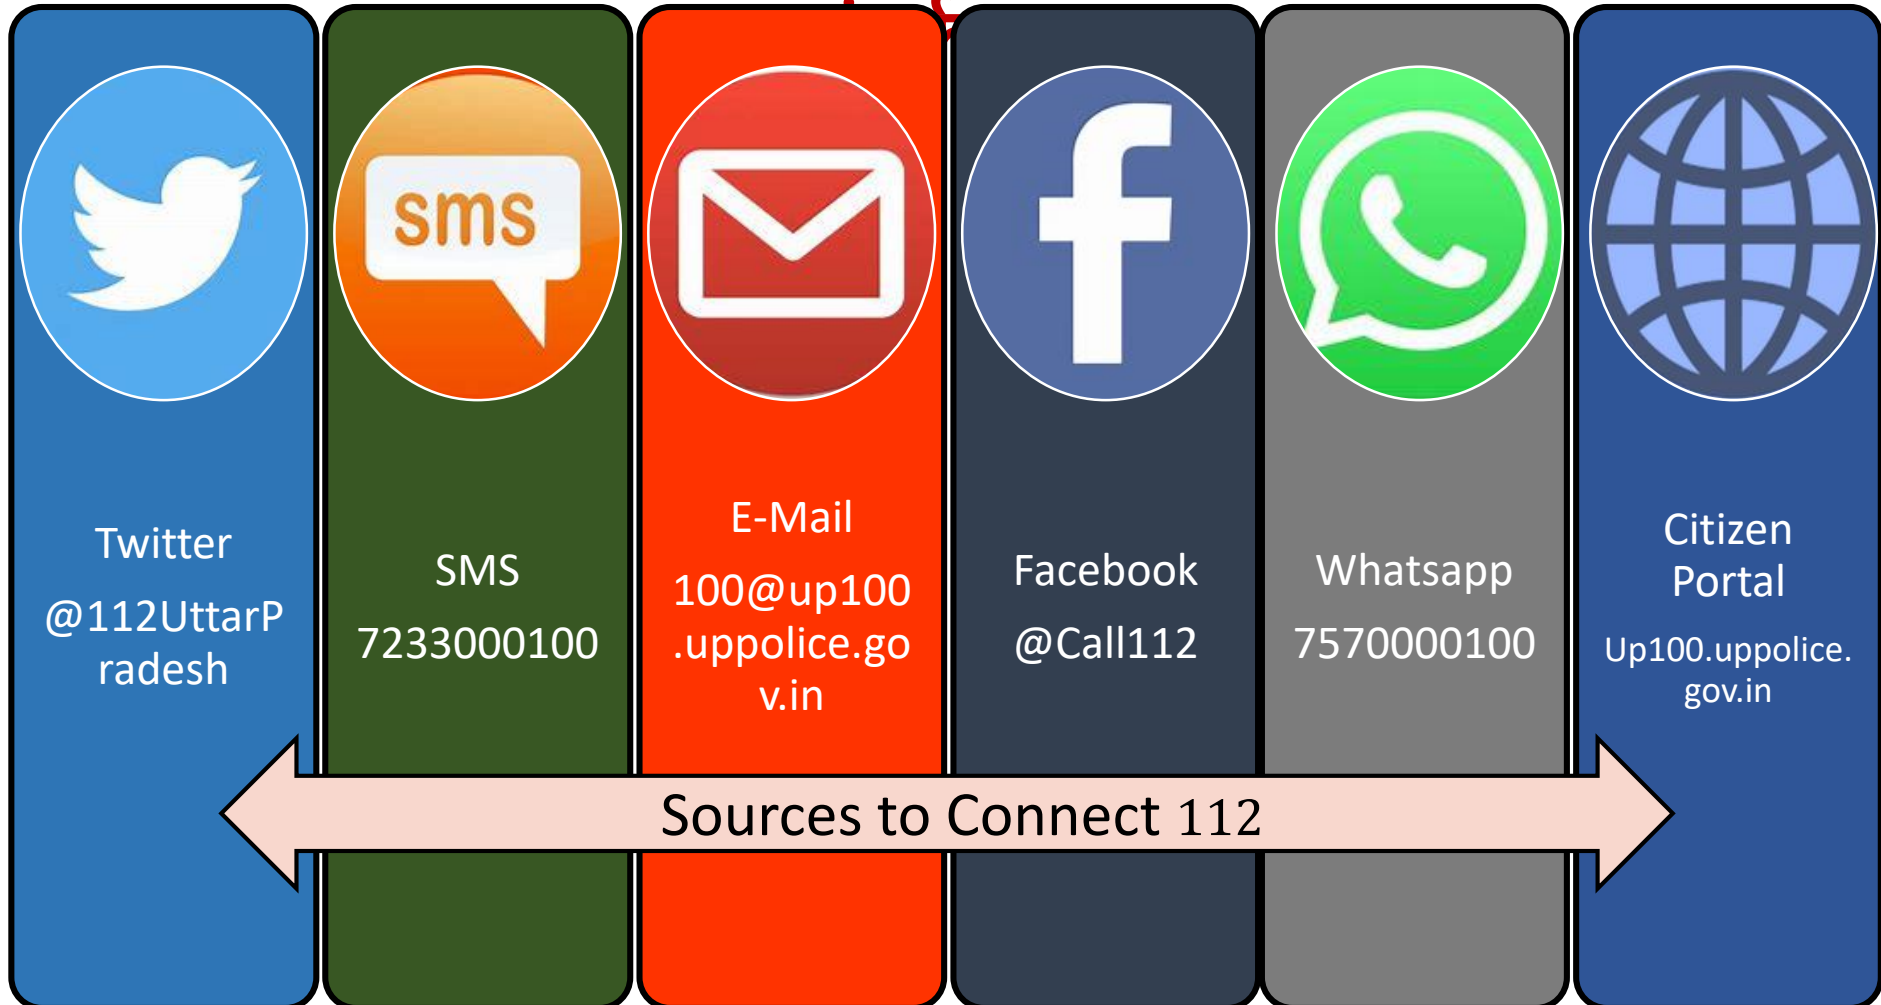 sms
Twitter
@112UttarP
radesh
SMS
7233000100
E-Mail
100@up100
.uppolice.go
v.in
Facebook
@Call112
Whatsapp
7570000100
Citizen
Portal
Up100.uppolice.
gov.in
Sources to Connect 112